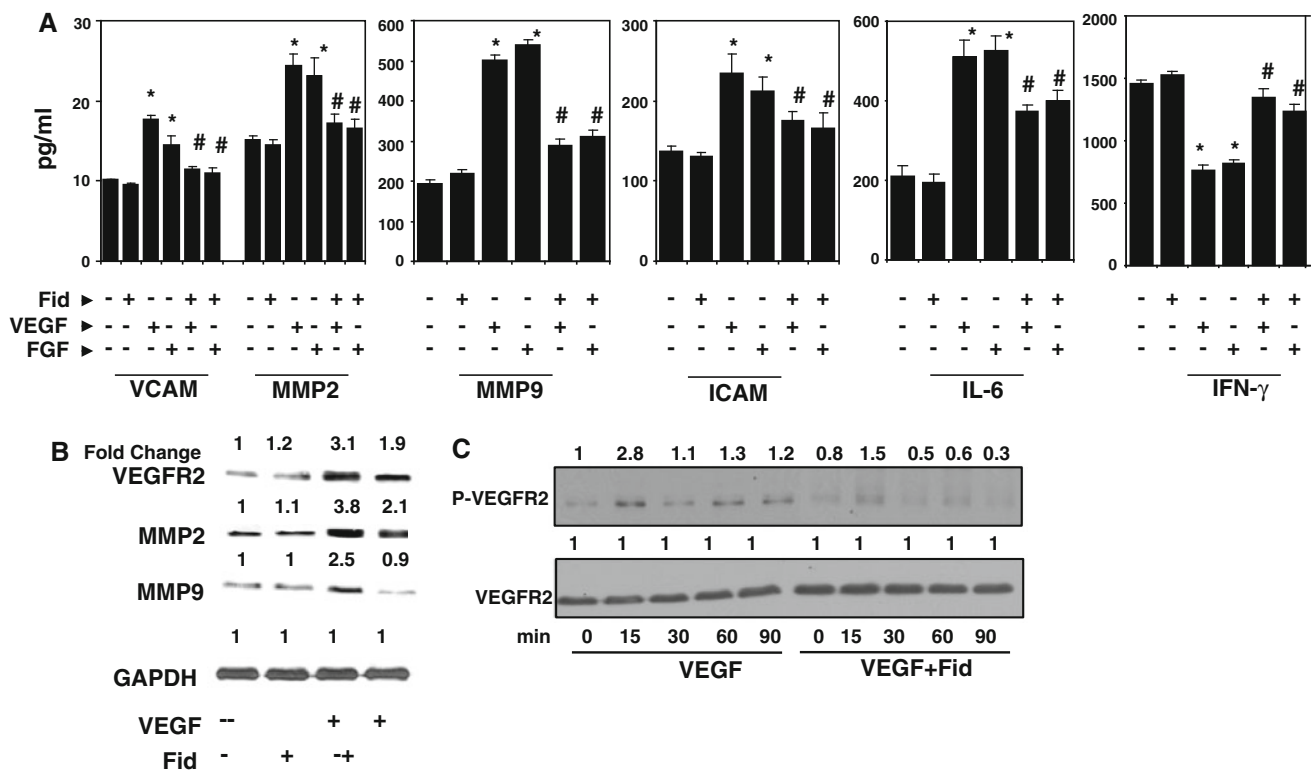 A
pg/ml
30
20
10
0
* * # # * * # #
600
500
400
300
200
100
0
* * # #
300
200
100
0
* * # #
600
400
200
0
* * # #
2000
1500
1000
500
0
* * # #
Fid ► - + - - + + - + - - + + - + - - + + - + - - + + - + - - + + - + - - + +
VEGF ► - - + - + - - - + - + - - - + - + - - - + - + - - - + - + - - - + - + -
FGF ► - - - + - + - - - + - + - - - + - + - - - + - + - - - + - + - - - + - +
VCAM MMP2 MMP9 ICAM IL-6 IFN-γ
B
Fold Change 1 1.2 3.1 1.9
VEGFR2
1 1.1 3.8 2.1
MMP2
1 1 2.5 0.9
MMP9
1 1 1 1
GAPDH
VEGF -- + +
Fid - + -+
C
1 2.8 1.1 1.3 1.2 0.8 1.5 0.5 0.6 0.3
P-VEGFR2
1 1 1 1 1 1 1 1 1 1
VEGFR2
min 0 15 30 60 90 0 15 30 60 90
VEGF VEGF+Fid